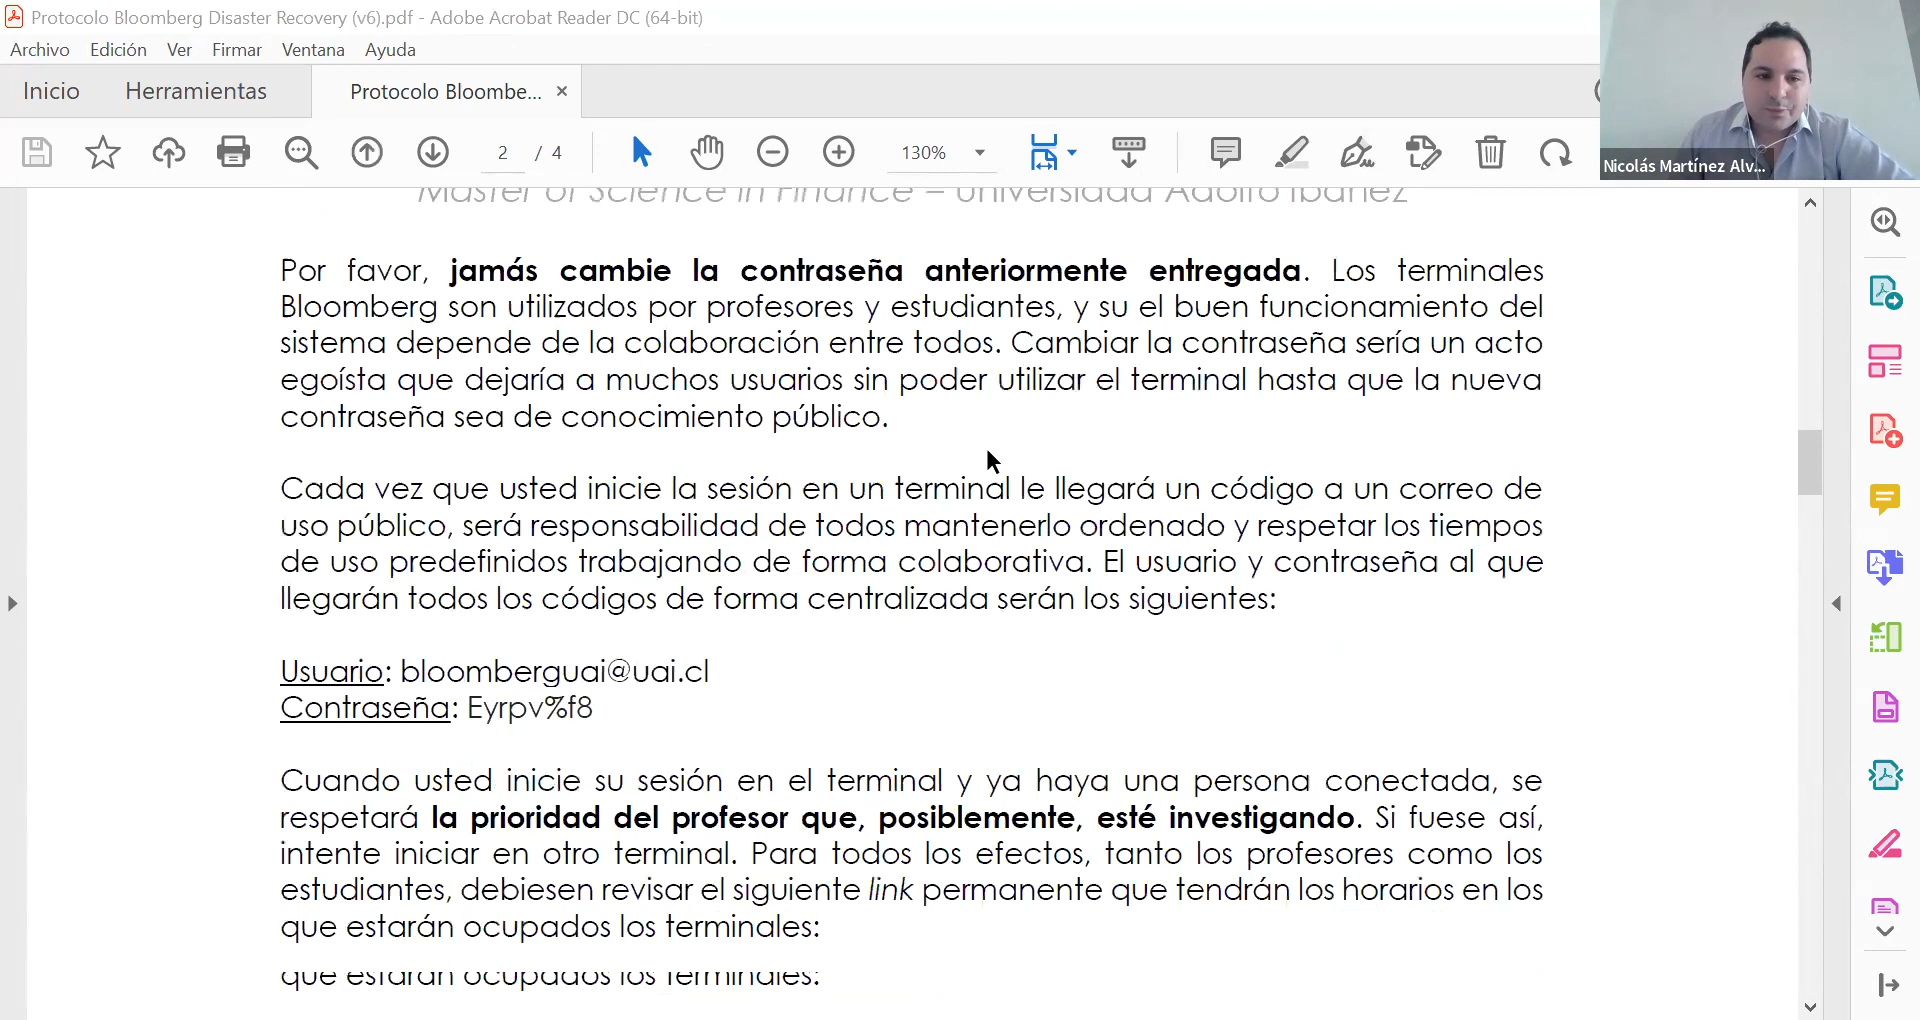 Protocolo Bloomberg Disaster Recovery (v6).pdf - Adobe Acrobat Reader DC (64-bit)
Archivo Edición Ver Firmar Ventana Ayuda
Inicio Herramientas Protocolo Bloombe... ×
2 / 4 130%
Nicolás Martínez Alv...
Master of Science in Finance – Universidad Adolfo Ibáñez
Por favor, jamás cambie la contraseña anteriormente entregada. Los terminales
Bloomberg son utilizados por profesores y estudiantes, y su el buen funcionamiento del
sistema depende de la colaboración entre todos. Cambiar la contraseña sería un acto
egoísta que dejaría a muchos usuarios sin poder utilizar el terminal hasta que la nueva
contraseña sea de conocimiento público.
Cada vez que usted inicie la sesión en un terminal le llegará un código a un correo de
uso público, será responsabilidad de todos mantenerlo ordenado y respetar los tiempos
de uso predefinidos trabajando de forma colaborativa. El usuario y contraseña al que
llegarán todos los códigos de forma centralizada serán los siguientes:
Usuario: bloomberguai@uai.cl
Contraseña: Eyrpv%f8
Cuando usted inicie su sesión en el terminal y ya haya una persona conectada, se
respetará la prioridad del profesor que, posiblemente, esté investigando. Si fuese así,
intente iniciar en otro terminal. Para todos los efectos, tanto los profesores como los
estudiantes, debiesen revisar el siguiente link permanente que tendrán los horarios en los
que estarán ocupados los terminales:
que estarán ocupados los terminales: